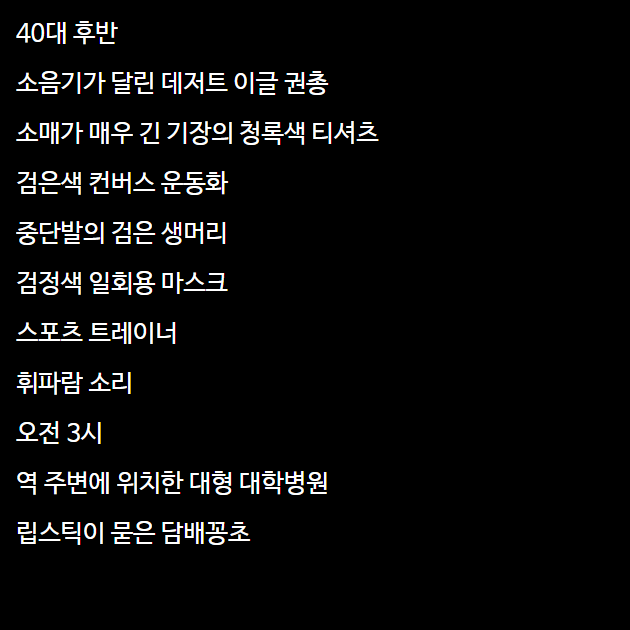 40대 후반
소음기가 달린 데저트 이글 권총
소매가 매우 긴 기장의 청록색 티셔츠
검은색 컨버스 운동화
중단발의 검은 생머리
검정색 일회용 마스크
스포츠 트레이너
휘파람 소리
오전 3시
역 주변에 위치한 대형 대학병원
립스틱이 묻은 담배꽁초